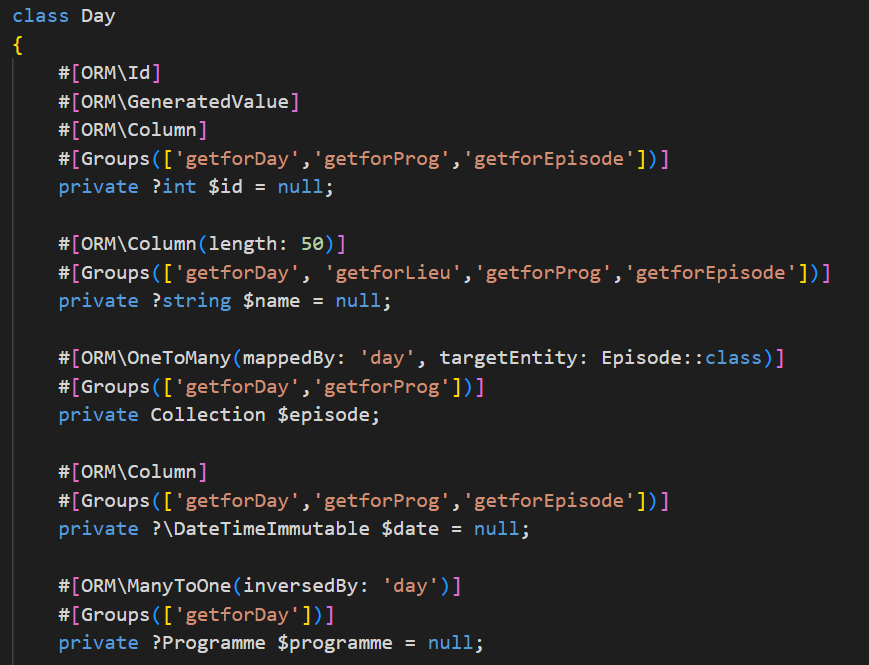 class Day
{
#[ORM\Id]
#[ORM\GeneratedValue]
#[ORM\Column]
#[Groups(['getforDay','getforProg','getforEpisode'])]
private ?int $id = null;
#[ORM\Column(length: 50)]
#[Groups(['getforDay', 'getforLieu','getforProg','getforEpisode'])]
private ?string $name = null;
#[ORM\OneToMany(mappedBy: 'day', targetEntity: Episode::class)]
#[Groups(['getforDay','getforProg'])]
private Collection $episode;
#[ORM\Column]
#[Groups(['getforDay','getforProg','getforEpisode'])]
private ?\DateTimeImmutable $date = null;
#[ORM\ManyToOne(inversedBy: 'day')]
#[Groups(['getforDay'])]
private ?Programme $programme = null;